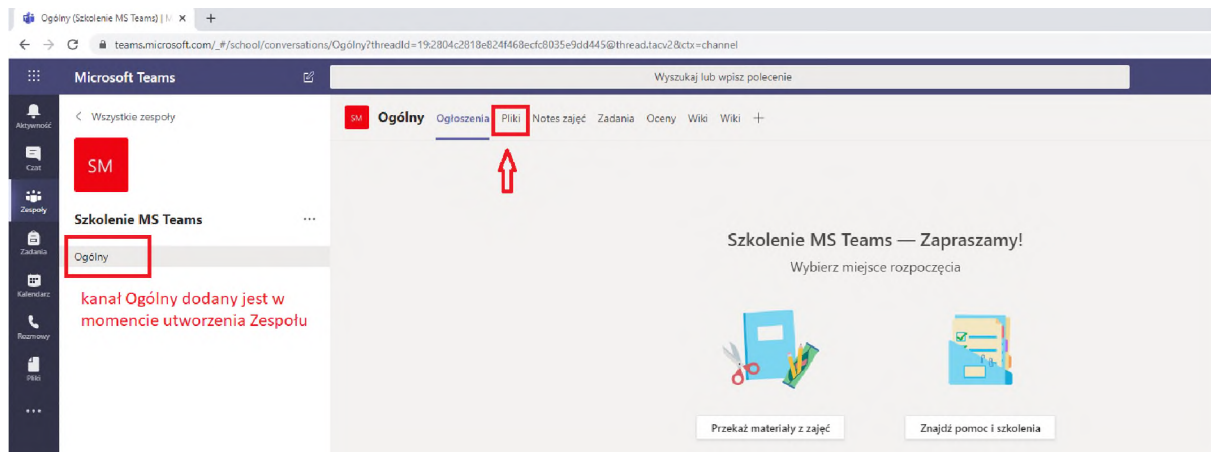 Ogólny (Szkolenie MS Teams) | M
teams.microsoft.com/_#/school/conversations/Ogólny?threadId=19:2804c2818e824f468ecfc8035e9dd445@thread.tacv2&ctx=channel
Microsoft Teams
Wyszukaj lub wpisz polecenie
Aktywność
Czat
Zespoły
Zadania
Kalendarz
Rozmowy
Pliki
Wszystkie zespoły
SM
Szkolenie MS Teams
Ogólny
kanał Ogólny dodany jest w
momencie utworzenia Zespołu
SM Ogólny Ogłoszenia Pliki Notes zajęć Zadania Oceny Wiki Wiki
Szkolenie MS Teams — Zapraszamy!
Wybierz miejsce rozpoczęcia
Przekaż materiały z zajęć
Znajdź pomoc i szkolenia